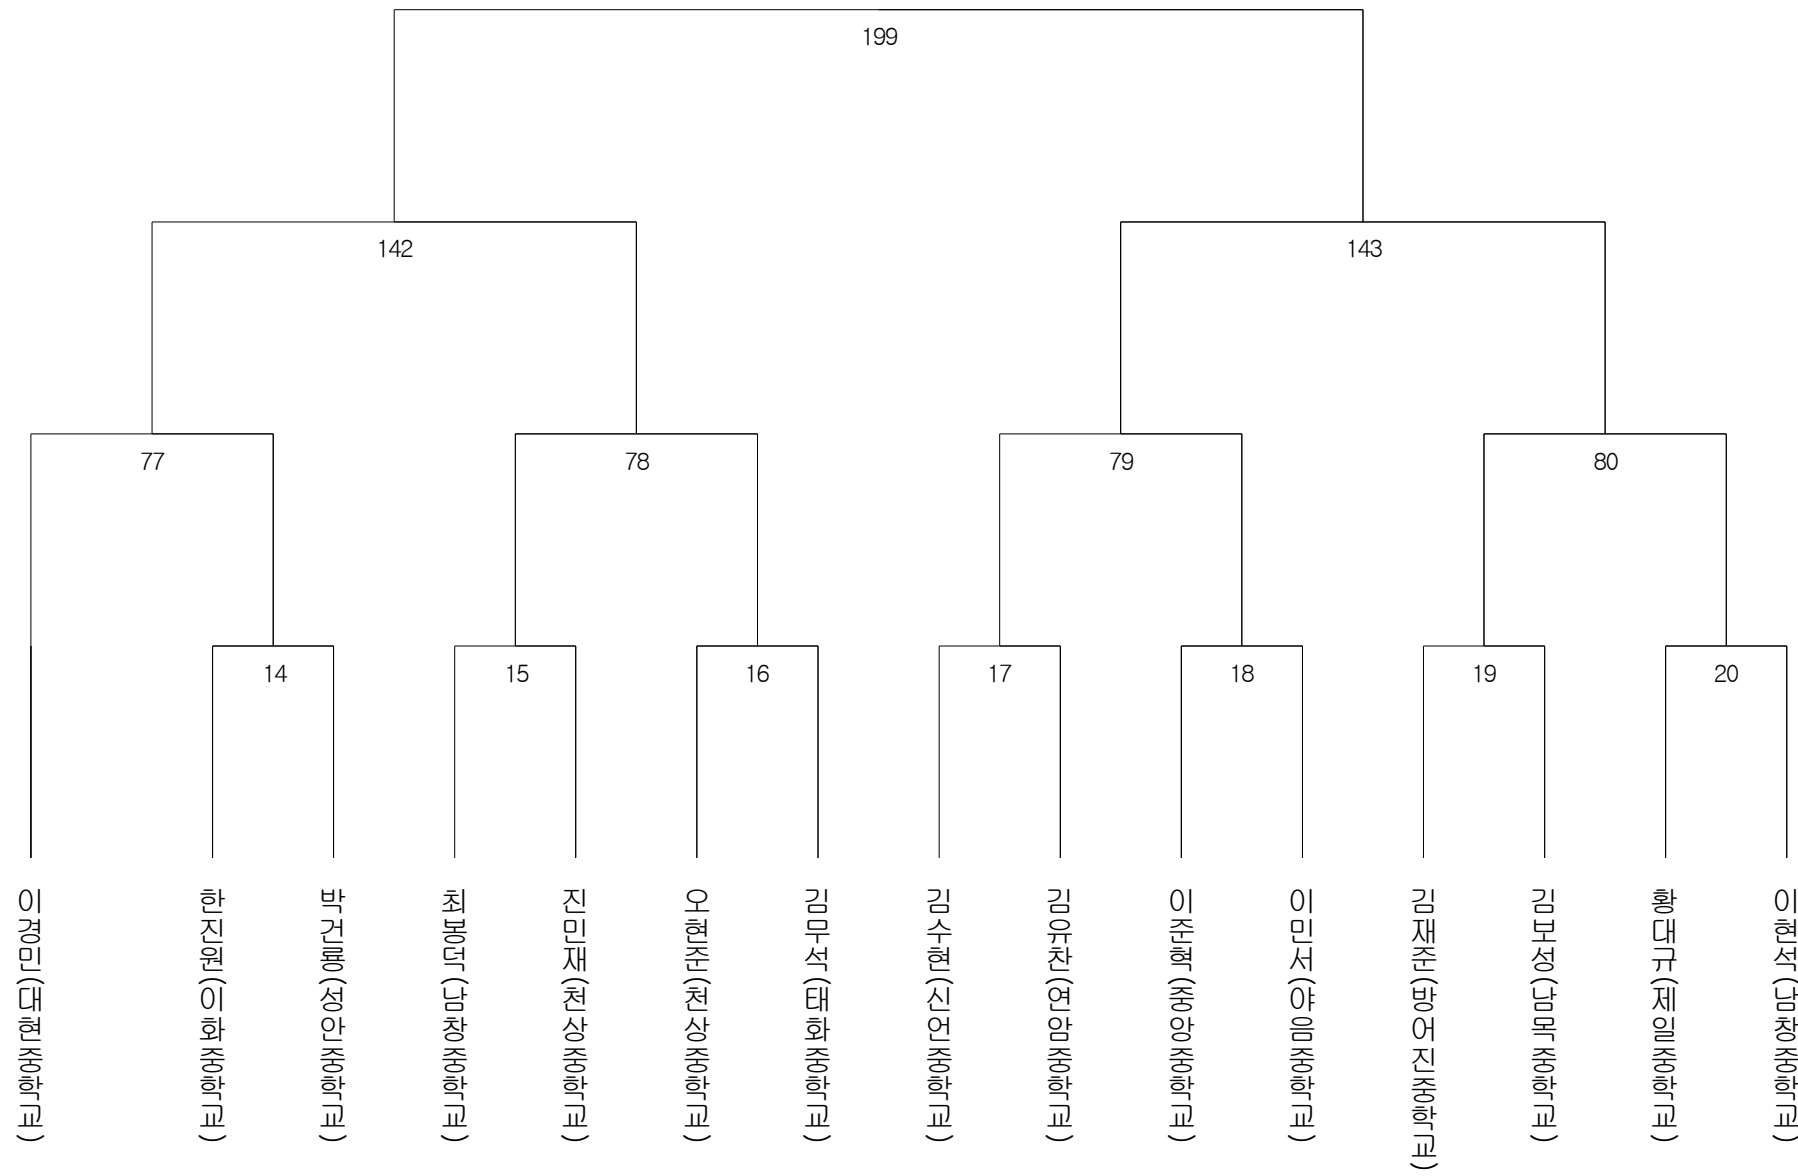 199
142
143
77
78
79
80
14
15
16
17
18
19
20
이경민(대현중학교)
한진원(이화중학교)
박건룡(성안중학교)
최봉덕(남창중학교)
진민재(천상중학교)
오현준(천상중학교)
김무석(태화중학교)
김수현(신언중학교)
김유찬(연암중학교)
이준혁(중앙중학교)
이민서(야음중학교)
김재준(방어진중학교)
김보성(남목중학교)
황대규(제일중학교)
이현석(남창중학교)